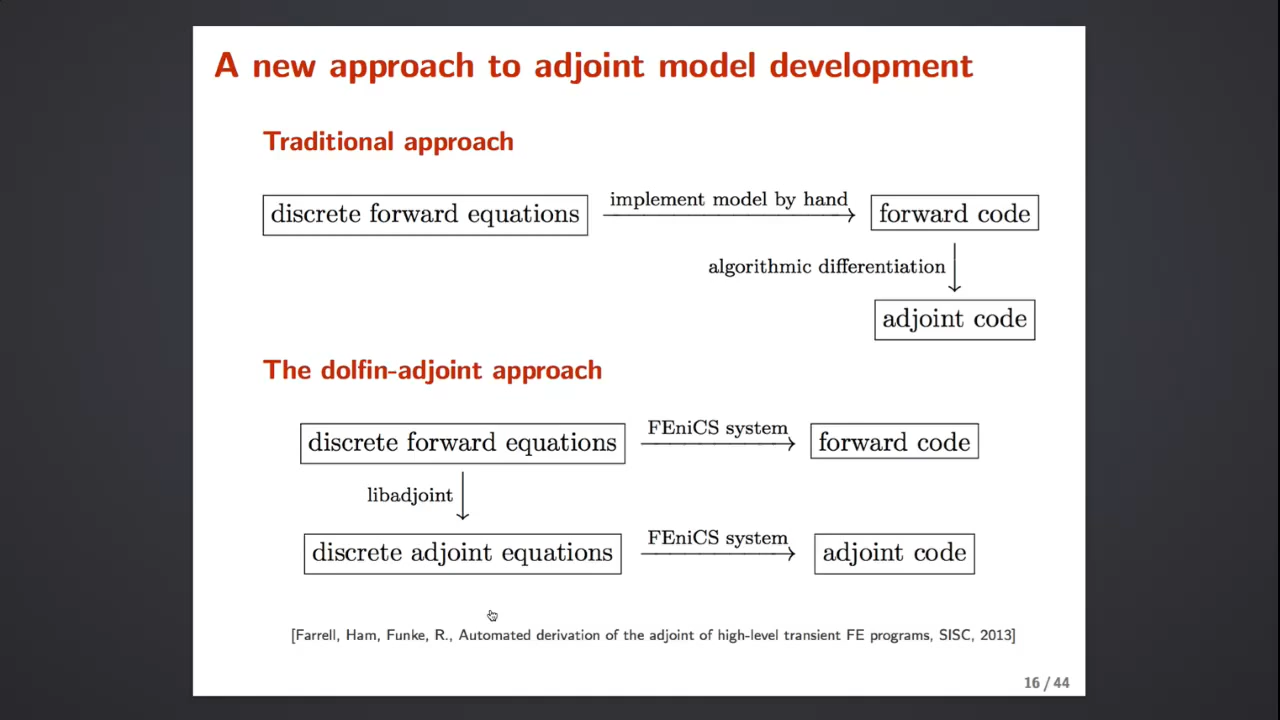 A new approach to adjoint model development
Traditional approach
discrete forward equations
implement model by hand
forward code
algorithmic differentiation
adjoint code
The dolfin-adjoint approach
discrete forward equations
FEniCS system
forward code
libadjoint
discrete adjoint equations
FEniCS system
adjoint code
[Farrell, Ham, Funke, R., Automated derivation of the adjoint of high-level transient FE programs, SISC, 2013]
16 / 44